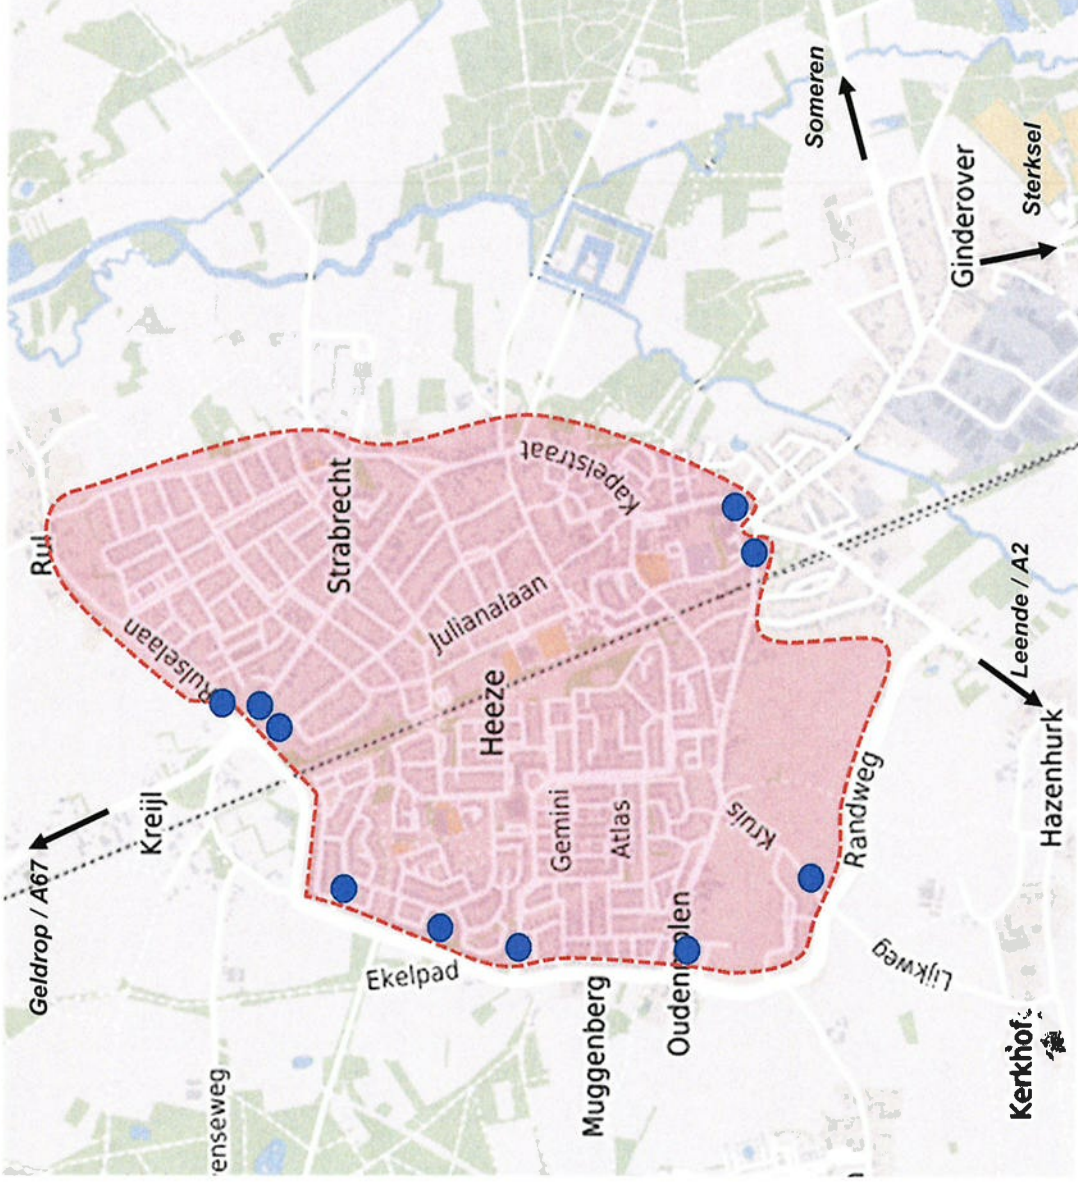 Geldrop / A67
Kreijl
Rul
Rulselaan
Strabrecht
Ekelpad
Julianalaan
Heeze
Kapelstraat
Gemini
Atlas
Muggenberg
Kruis
Randweg
Lijkweg
Someren
Ginderover
Sterksel
Leende / A2
Hazenhurk
Kerkhof